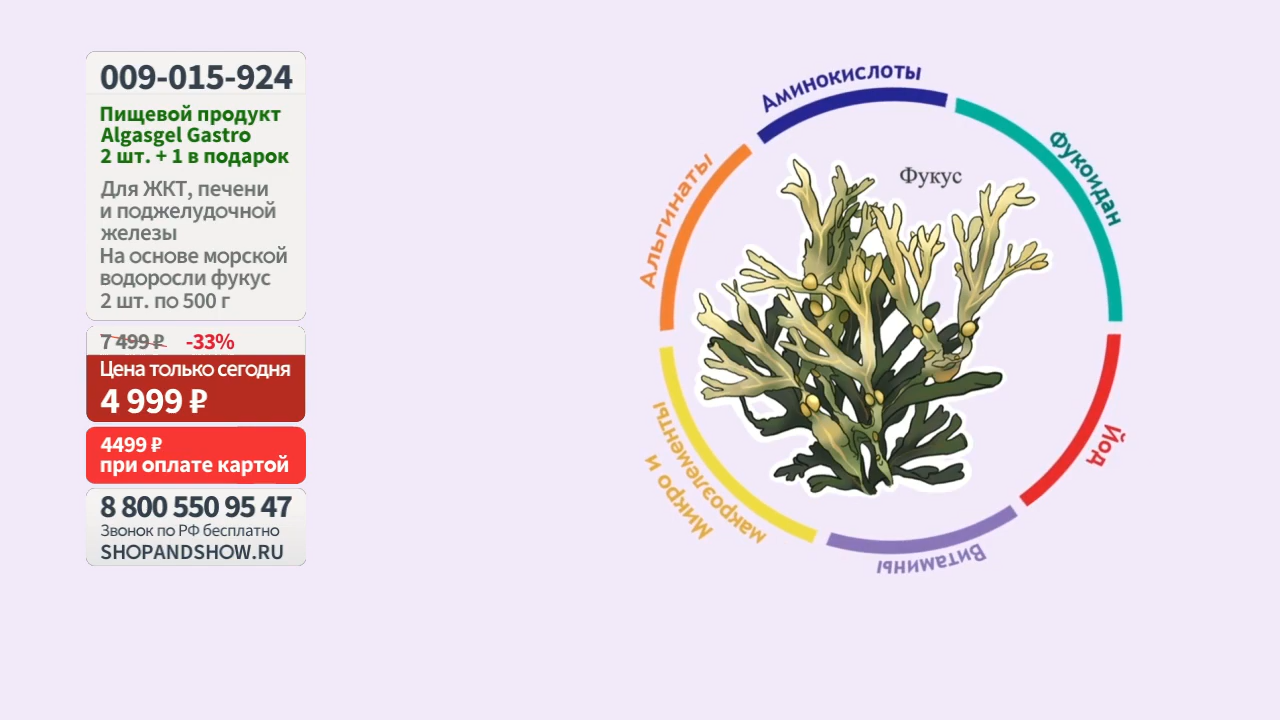 009-015-924
Пищевой продукт
Algasgel Gastro
2 шт. + 1 в подарок
Для ЖКТ, печени
и поджелудочной
железы
На основе морской
водоросли фукус
2 шт. по 500 г
7 499 ₽ -33%
Цена только сегодня
4 999 ₽
4499 ₽
при оплате картой
8 800 550 95 47
Звонок по РФ бесплатно
SHOPANDSHOW.RU
Аминокислоты
Фукоидан
Йод
Витамины
Микро и
макроэлементы
Альгинаты
Фукус